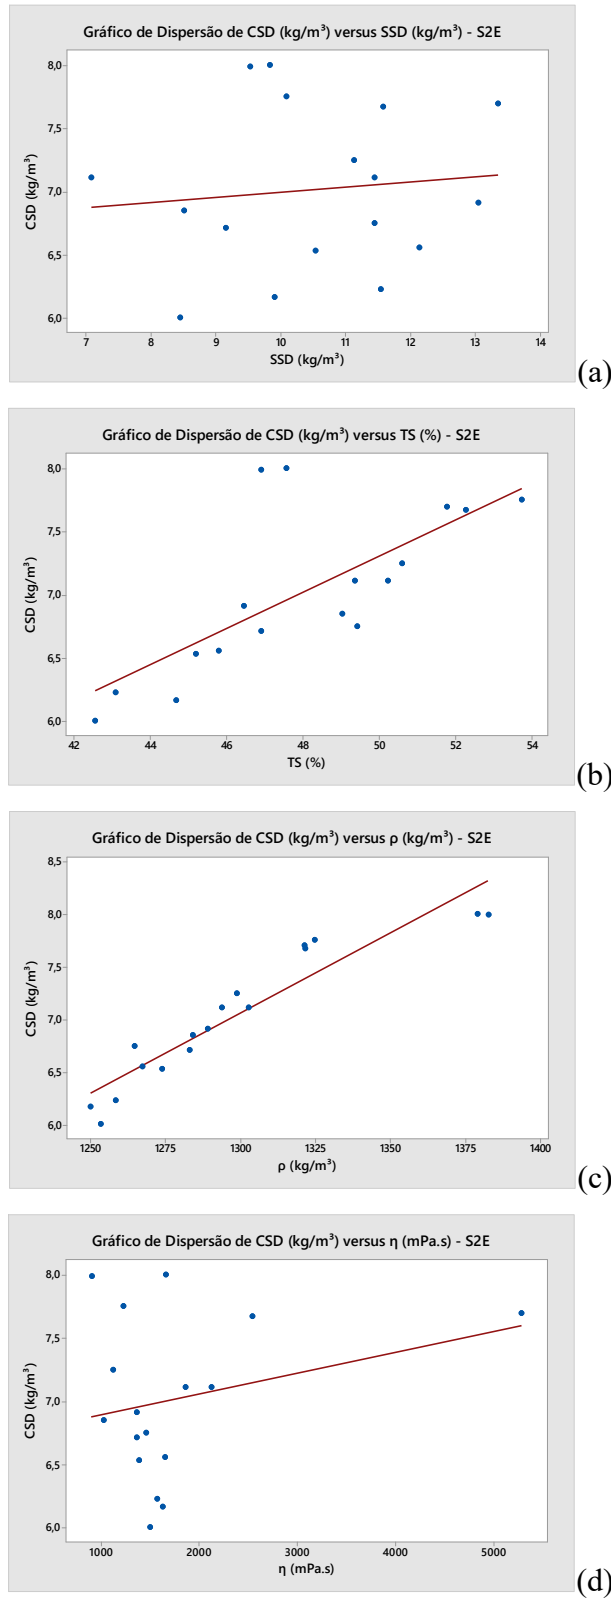 Gráfico de Dispersão de CSD (kg/m³) versus SSD (kg/m³) - S2E
8,0
7,5
7,0
6,5
6,0
CSD (kg/m³)
7 8 9 10 11 12 13 14
SSD (kg/m³)
(a)
Gráfico de Dispersão de CSD (kg/m³) versus TS (%) - S2E
8,0
7,5
7,0
6,5
6,0
CSD (kg/m³)
42 44 46 48 50 52 54
TS (%)
(b)
Gráfico de Dispersão de CSD (kg/m³) versus ρ (kg/m³) - S2E
8,5
8,0
7,5
7,0
6,5
6,0
CSD (kg/m³)
1250 1275 1300 1325 1350 1375 1400
ρ (kg/m³)
(c)
Gráfico de Dispersão de CSD (kg/m³) versus η (mPa.s) - S2E
8,0
7,5
7,0
6,5
6,0
CSD (kg/m³)
1000 2000 3000 4000 5000
η (mPa.s)
(d)